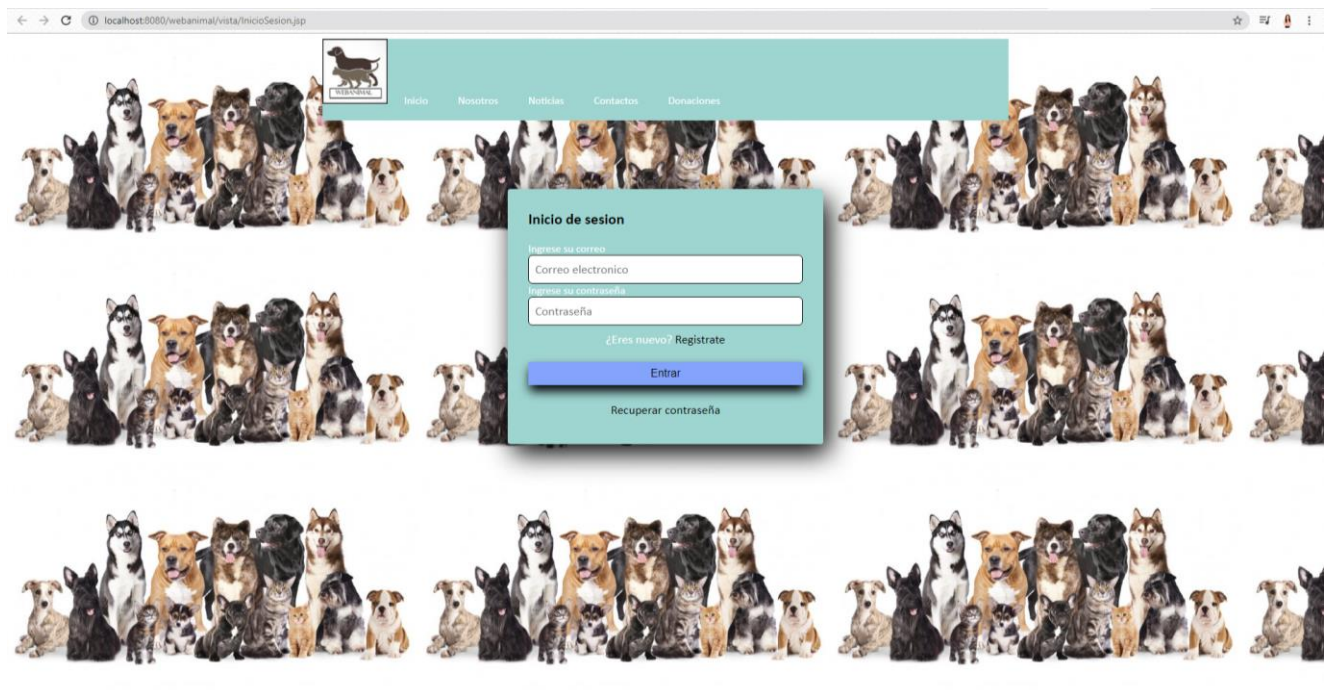 localhost:8080/webanimal/vista/InicioSesion.jsp
WEBANIMAL
Inicio Nosotros Noticias Contactos Donaciones
Inicio de sesion
Ingrese su correo
Correo electronico
Ingrese su contraseña
Contraseña
¿Eres nuevo? Registrate
Entrar
Recuperar contraseña